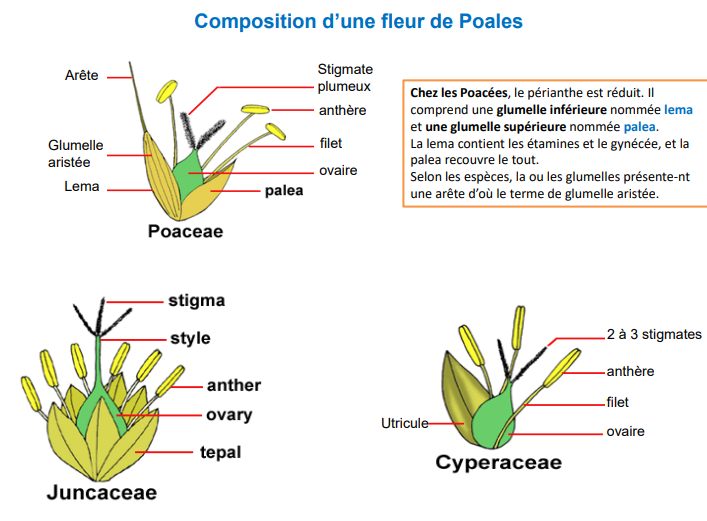 Composition d’une fleur de Poales
Arête
Stigmate
plumeux
anthère
Glumelle
aristée
filet
ovaire
Lema
palea
Poaceae
Chez les Poacées, le périanthe est réduit. Il
comprend une glumelle inférieure nommée lema
et une glumelle supérieure nommée palea.
La lema contient les étamines et le gynécée, et la
palea recouvre le tout.
Selon les espèces, la ou les glumelles présente-nt
une arête d’où le terme de glumelle aristée.
stigma
style
anther
ovary
tepal
Juncaceae
2 à 3 stigmates
anthère
filet
Utricule
ovaire
Cyperaceae